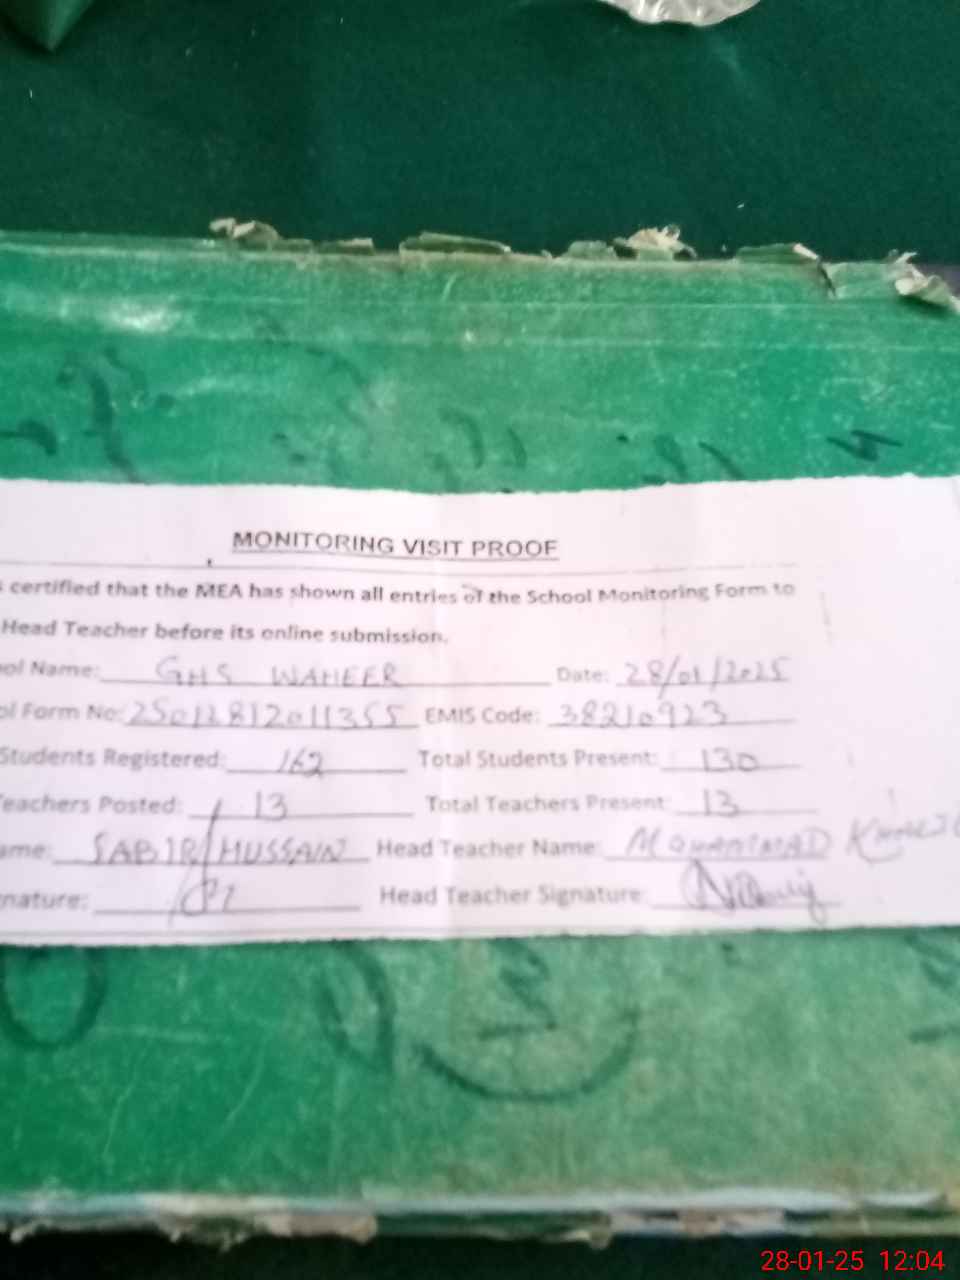 MONITORING VISIT PROOF
certified that the MEA has shown all entries of the School Monitoring Form to
Head Teacher before its online submission.
ol Name: GHS WAHEER Date: 28/01/2025
ol Form No: 25012812011355 EMIS Code: 38210923
Students Registered: 162 Total Students Present: 130
Teachers Posted: 13 Total Teachers Present: 13
ame: SABIR HUSSAIN Head Teacher Name: MOHAMMAD
nature: Head Teacher Signature:
28-01-25 12:04